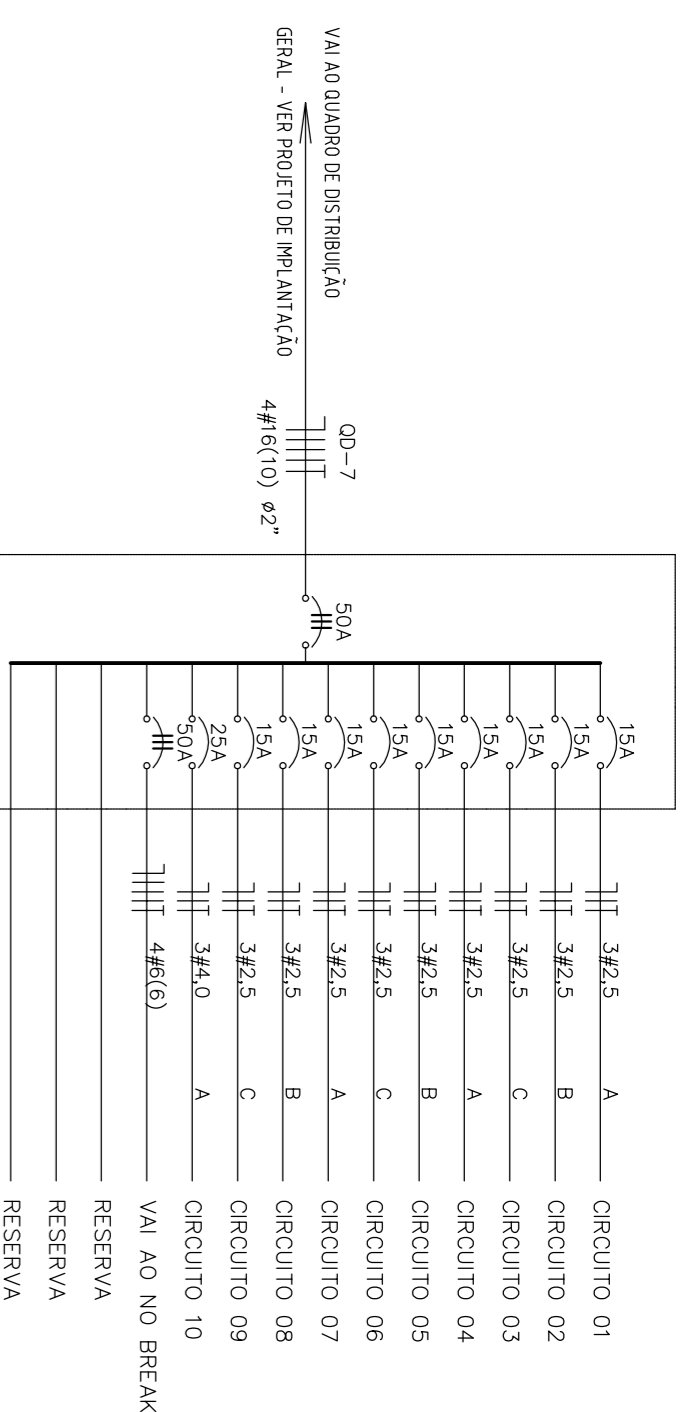 VAI AO QUADRO DE DISTRIBUIÇÃO
GERAL - VER PROJETO DE IMPLANTAÇÃO
QD-7
4#16(10) ø2"
50A
15A 3#2,5 A CIRCUITO 01
15A 3#2,5 B CIRCUITO 02
15A 3#2,5 C CIRCUITO 03
15A 3#2,5 A CIRCUITO 04
15A 3#2,5 B CIRCUITO 05
15A 3#2,5 C CIRCUITO 06
15A 3#2,5 A CIRCUITO 07
15A 3#2,5 B CIRCUITO 08
15A 3#2,5 C CIRCUITO 09
25A 3#4,0 A CIRCUITO 10
50A 4#6(6) VAI AO NO BREAK
RESERVA
RESERVA
RESERVA